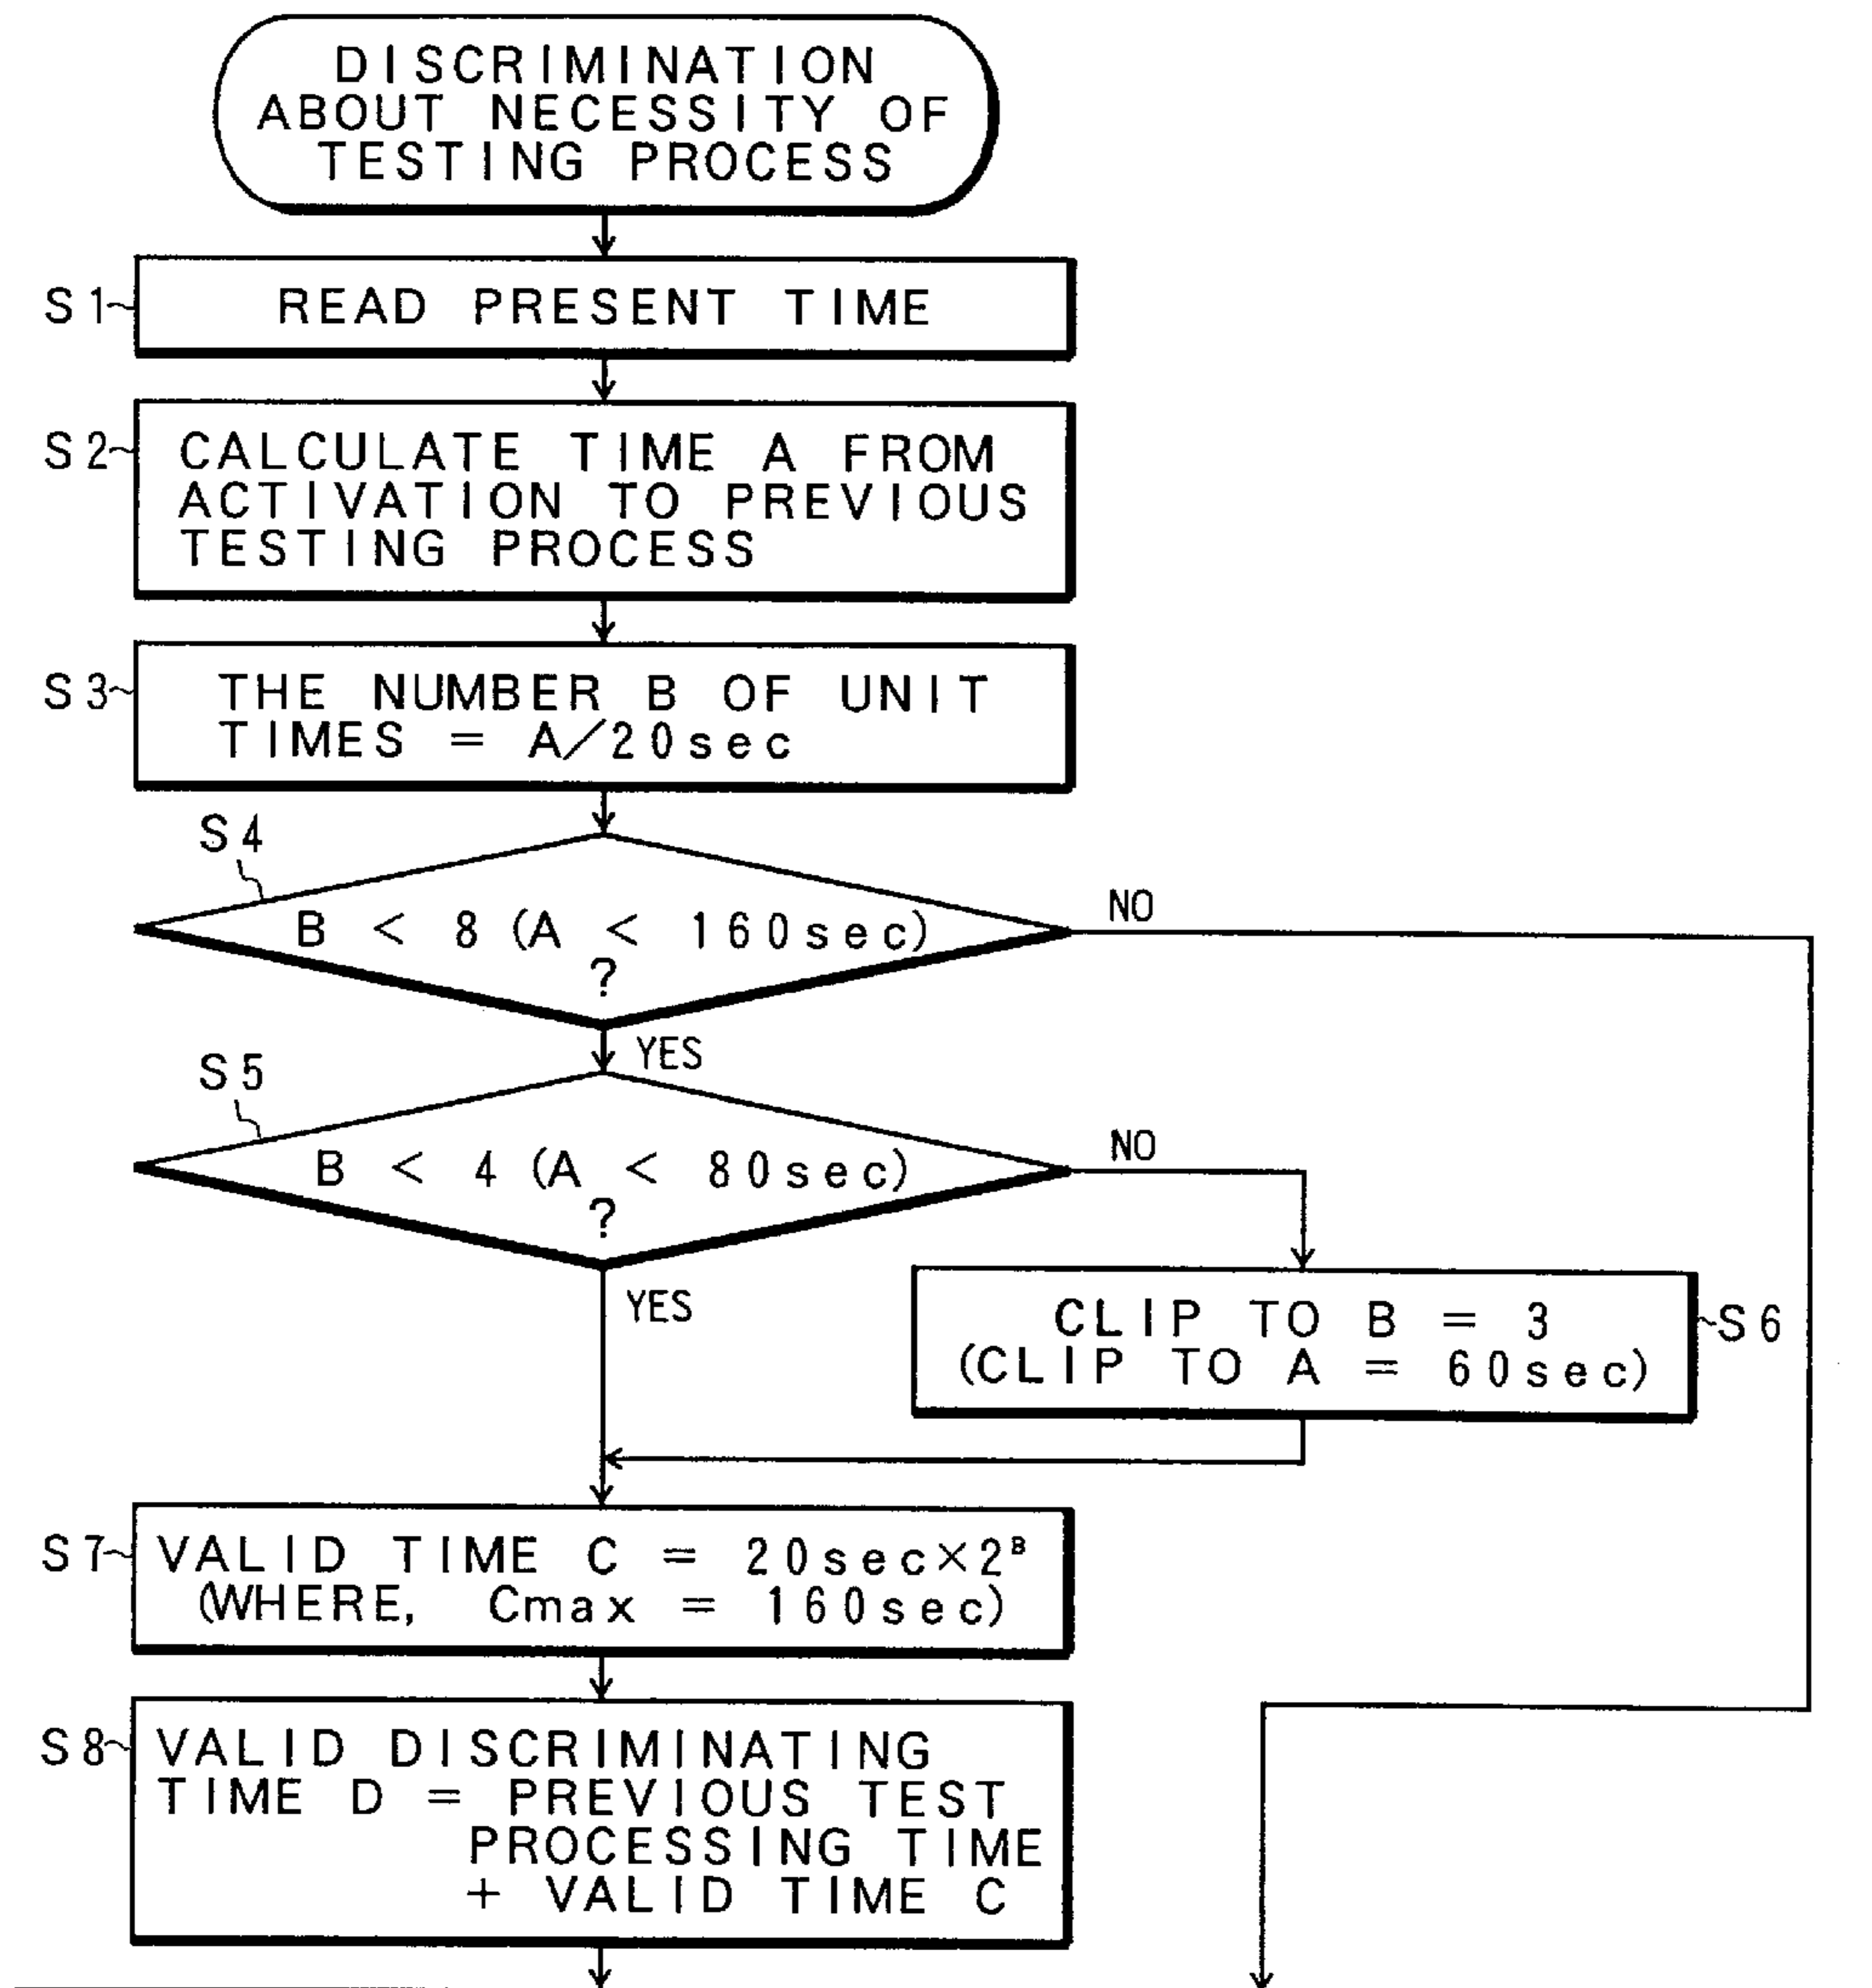 DISCRIMINATION
ABOUT NECESSITY OF
TESTING PROCESS
S1
READ PRESENT TIME
S2
CALCULATE TIME A FROM
ACTIVATION TO PREVIOUS
TESTING PROCESS
S3
THE NUMBER B OF UNIT
TIMES = A/20sec
S4
B < 8 (A < 160sec)
?
NO
YES
S5
B < 4 (A < 80sec)
?
NO
YES
CLIP TO B = 3
(CLIP TO A = 60sec)
S6
S7
VALID TIME C = 20sec×2ᴮ
(WHERE, Cmax = 160sec)
S8
VALID DISCRIMINATING
TIME D = PREVIOUS TEST
PROCESSING TIME
+ VALID TIME C